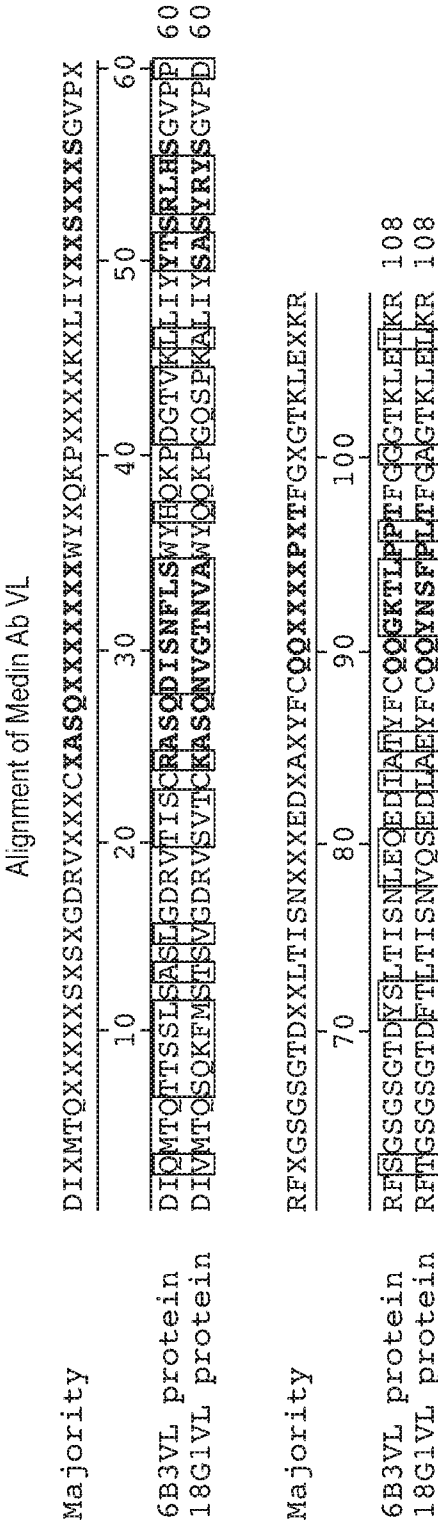 Alignment of Medin Ab VL
Majority DIXMTQXXXXXSXSXGDRVXXXCXASQXXXXXXXWYXQKPXXXXKXLIYXXSXXXSGVPX
10 20 30 40 50 60
6B3VL protein DIQMTQTTSSLSASLGDRVTISCRASQDISNFLSWYHQKPDGTVKLLIYYTSRLHSGVPP 60
18G1VL protein DIVMTQSQKFMSTSVGDRVSVTCKASQNVGTNVAWYQQKPGQSPKALIYSASYRYSGVPD 60
Majority RFXGSGSGTDXXLTISNXXXEDXAXYFCQQXXXXPXTFGXGTKLEXKR
70 80 90 100
6B3VL protein RFSGSGSGTDYSLTISNLEQEDIATYFCQQGKTLPPTFGGGTKLEIKR 108
18G1VL protein RFTGSGSGTDFTLTISNVQSEDLAEYFCQQYNSFPLTFGAGTKLELKR 108